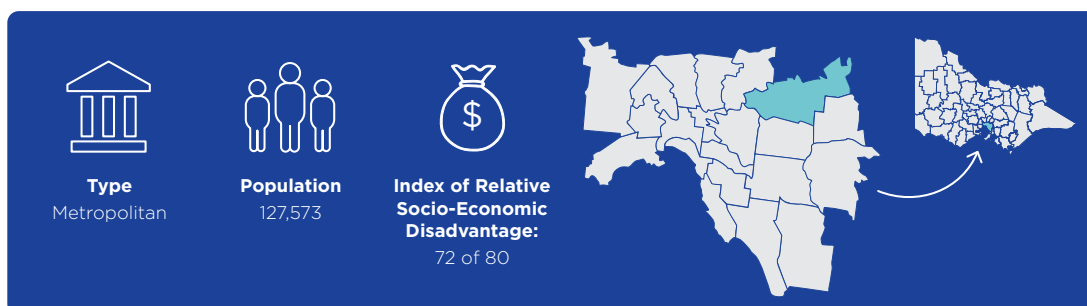 $
Type
Metropolitan
Population
127,573
Index of Relative
Socio-Economic
Disadvantage:
72 of 80